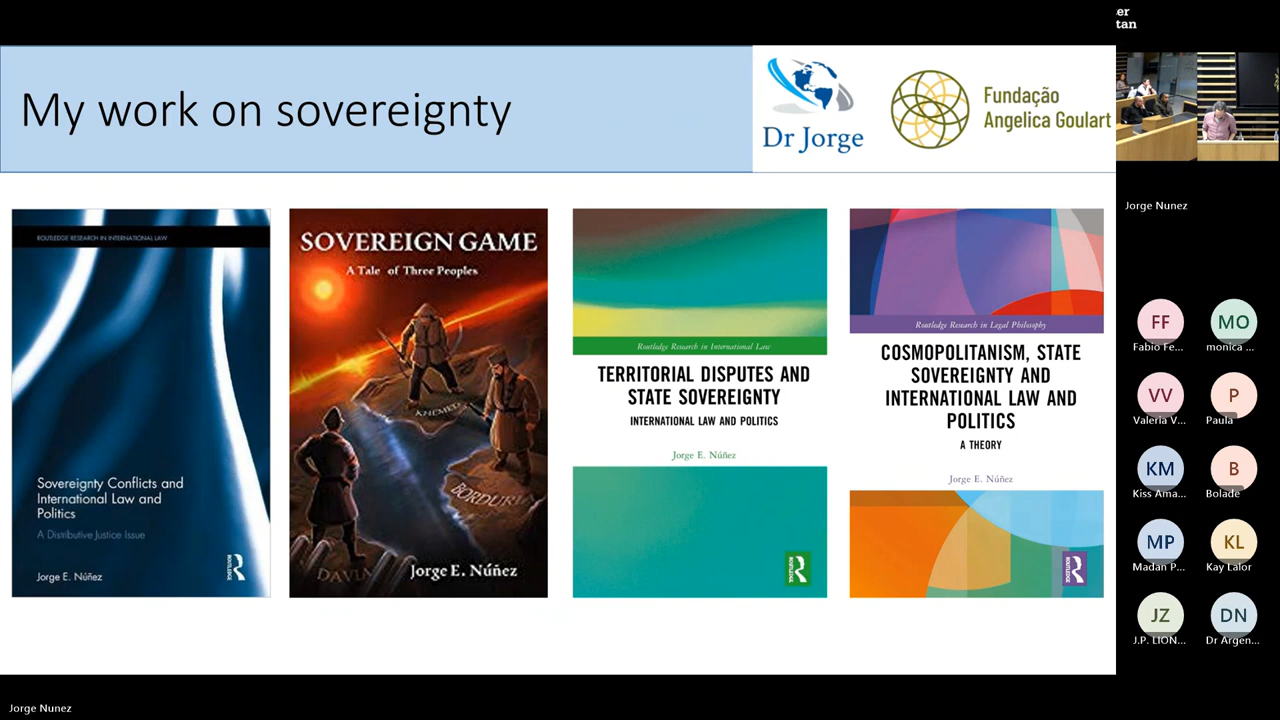 er
tan
My work on sovereignty
Dr Jorge
Fundação
Angelica Goulart
ROUTLEDGE RESEARCH IN INTERNATIONAL LAW
Sovereignty Conflicts and
International Law and
Politics
A Distributive Justice Issue
Jorge E. Núñez
ROUTLEDGE
SOVEREIGN GAME
A Tale of Three Peoples
KNEMED
BORDURIA
Jorge E. Núñez
Routledge Research in International Law
TERRITORIAL DISPUTES AND
STATE SOVEREIGNTY
INTERNATIONAL LAW AND POLITICS
Jorge E. Núñez
ROUTLEDGE
Routledge Research in Legal Philosophy
COSMOPOLITANISM, STATE
SOVEREIGNTY AND
INTERNATIONAL LAW AND
POLITICS
A THEORY
Jorge E. Núñez
ROUTLEDGE
Jorge Nunez
FF
Fabio Fe...
MO
monica ...
VV
Valeria V...
P
Paula
KM
Kiss Ama...
B
Bolade
MP
Madan P...
KL
Kay Lalor
JZ
J.P. LION...
DN
Dr Argen...
Jorge Nunez